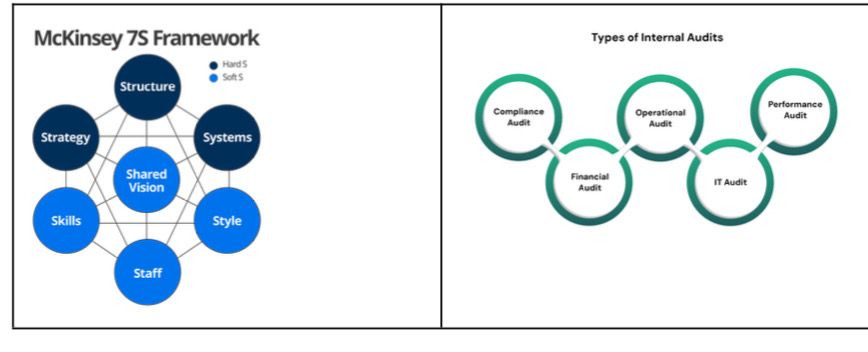 McKinsey 7S Framework
Hard S
Soft S
Structure
Strategy
Systems
Shared
Vision
Skills
Style
Staff
Types of Internal Audits
Compliance
Audit
Operational
Audit
Performance
Audit
Financial
Audit
IT Audit